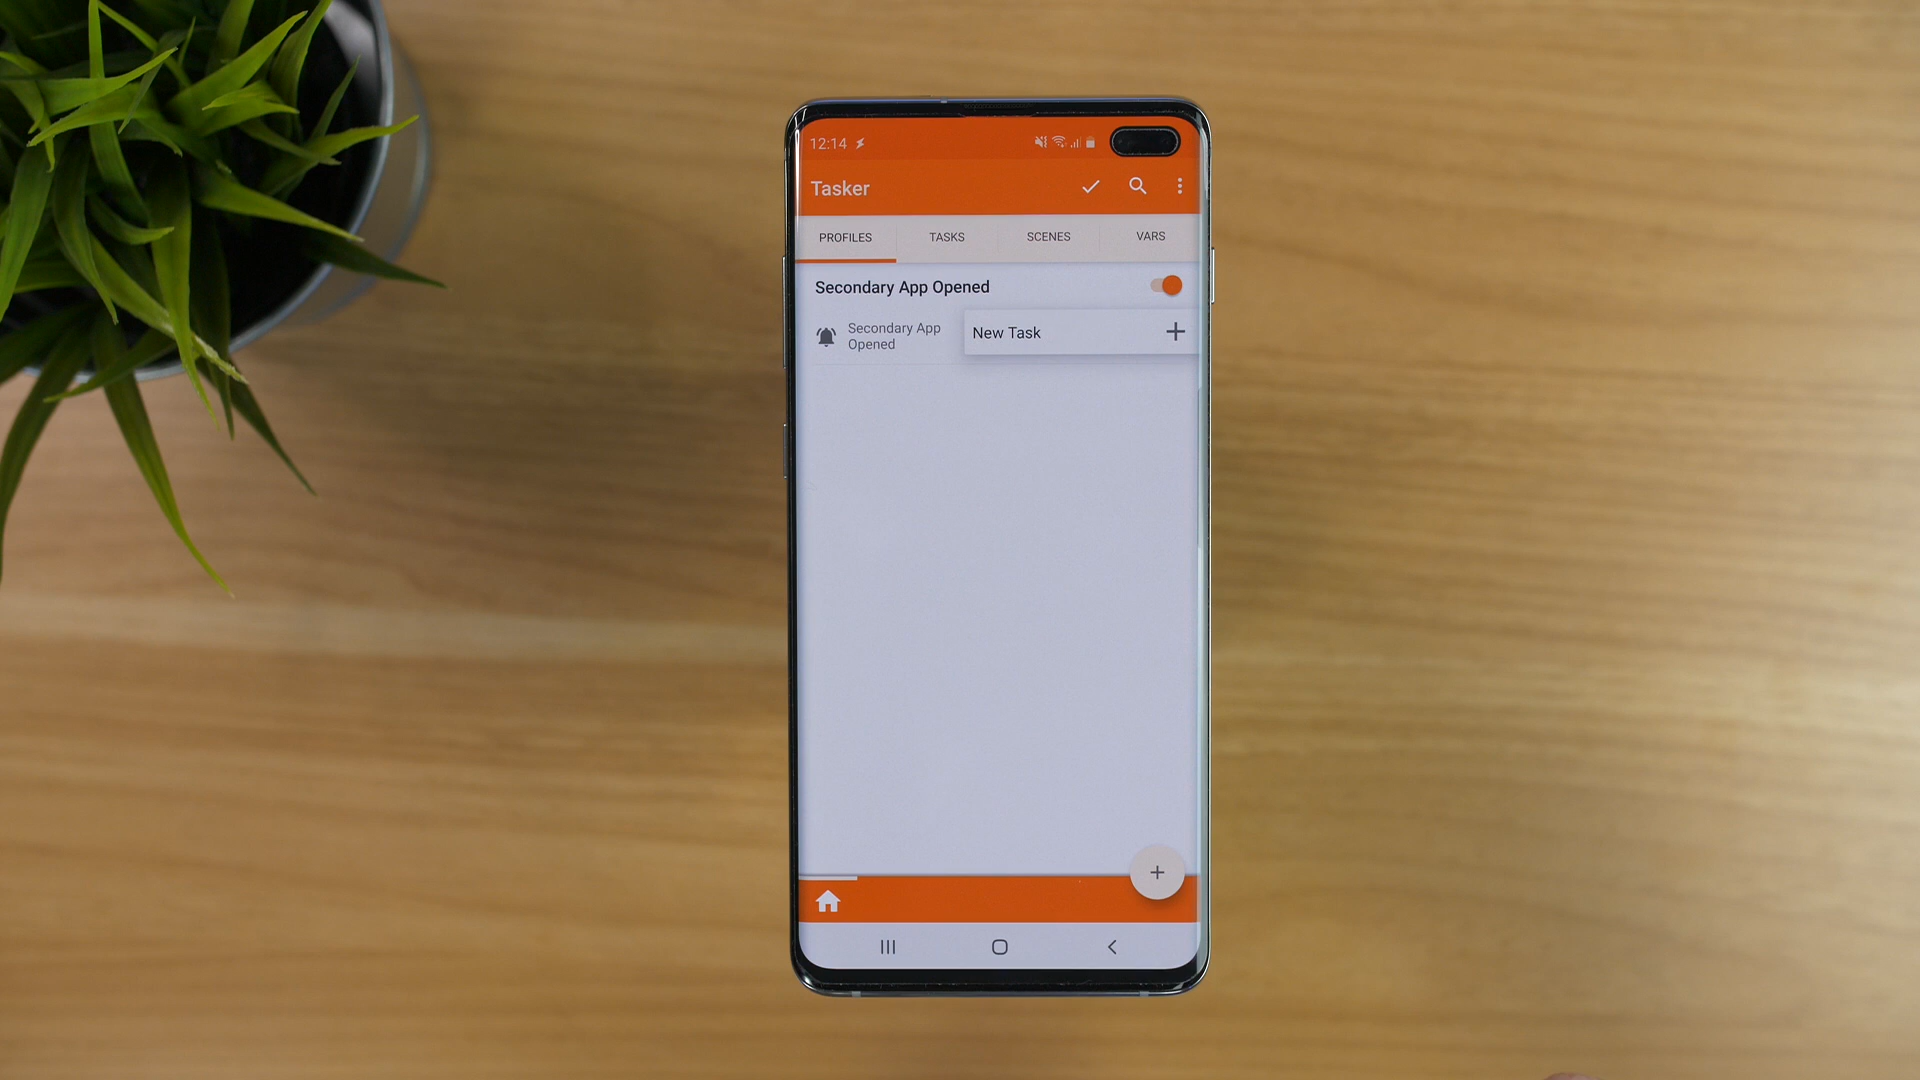 12:14
Tasker
PROFILES TASKS SCENES VARS
Secondary App Opened
Secondary App
Opened
New Task